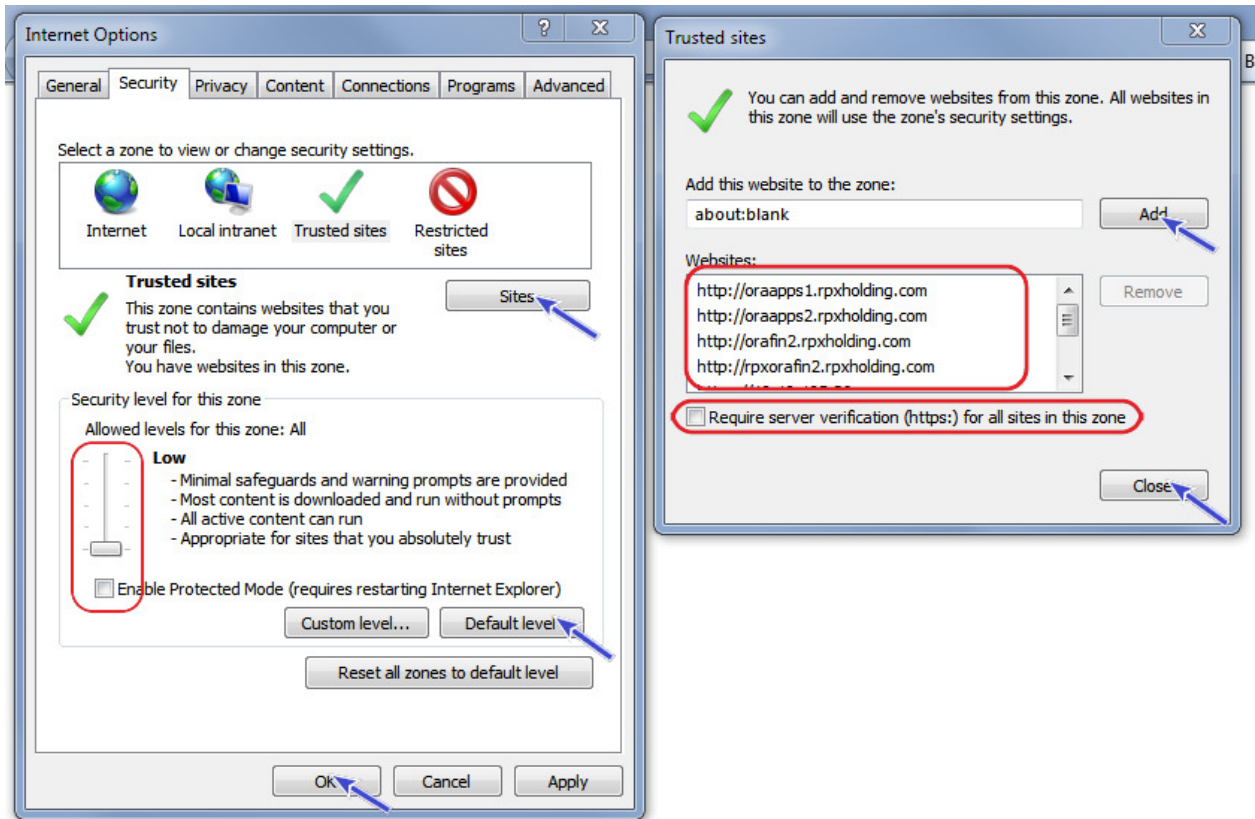 Internet Options
General Security Privacy Content Connections Programs Advanced
Select a zone to view or change security settings.
Internet Local intranet Trusted sites Restricted
sites
Trusted sites
This zone contains websites that you
trust not to damage your computer or
your files.
You have websites in this zone.
Sites
Security level for this zone
Allowed levels for this zone: All
Low
- Minimal safeguards and warning prompts are provided
- Most content is downloaded and run without prompts
- All active content can run
- Appropriate for sites that you absolutely trust
Enable Protected Mode (requires restarting Internet Explorer)
Custom level... Default level
Reset all zones to default level
OK Cancel Apply
Trusted sites
You can add and remove websites from this zone. All websites in
this zone will use the zone's security settings.
Add this website to the zone:
about:blank Add
Websites:
http://oraapps1.rpxholding.com
http://oraapps2.rpxholding.com
http://orafin2.rpxholding.com
http://rpxorafin2.rpxholding.com
Remove
Require server verification (https:) for all sites in this zone
Close
B